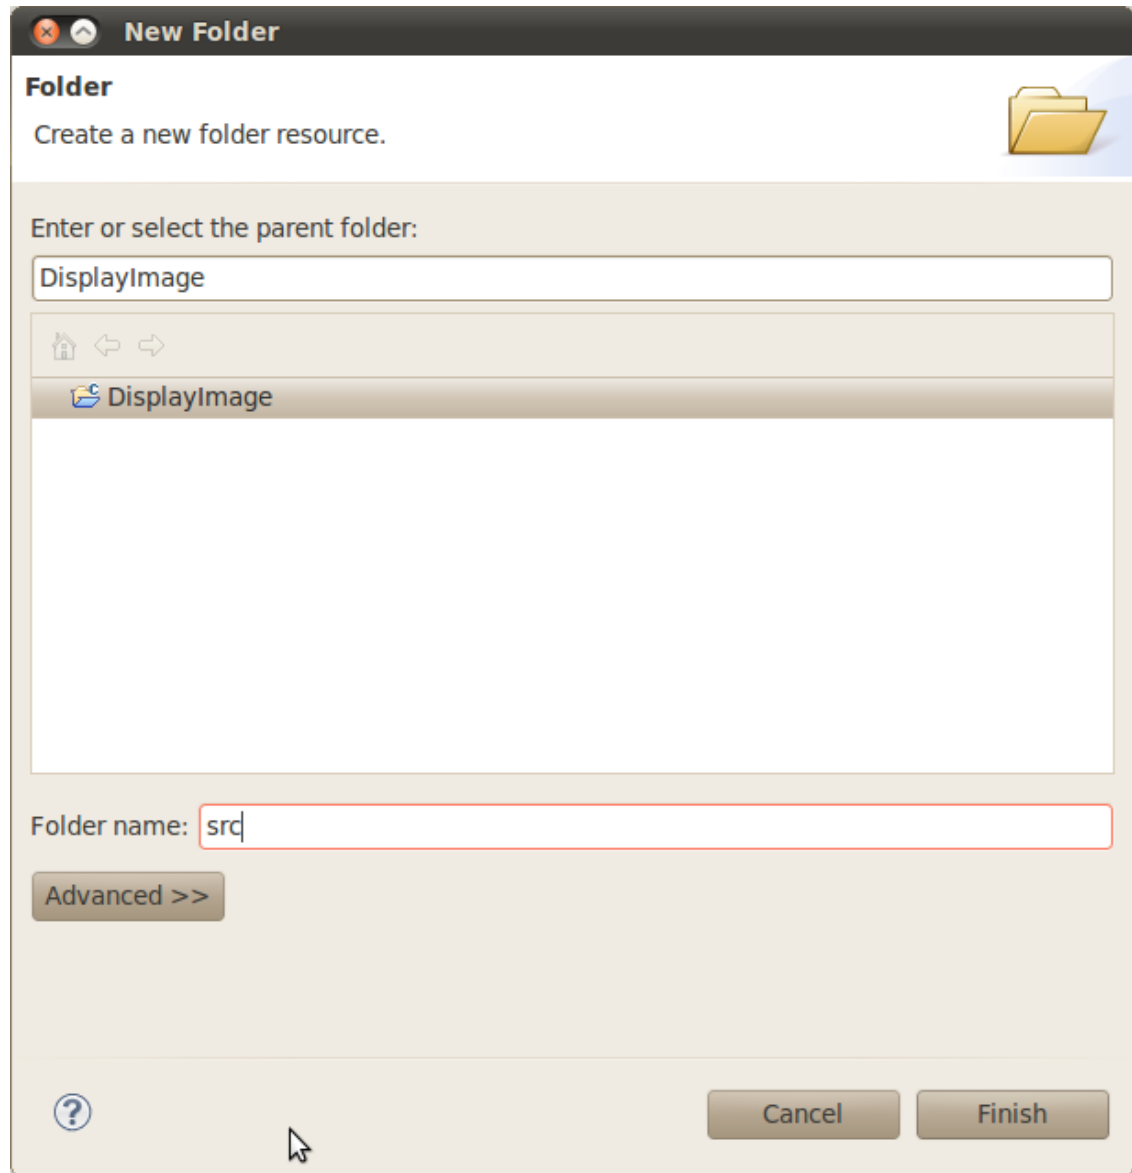 New Folder
Folder
Create a new folder resource.
Enter or select the parent folder:
DisplayImage
DisplayImage
Folder name: src
Advanced >>
Cancel Finish